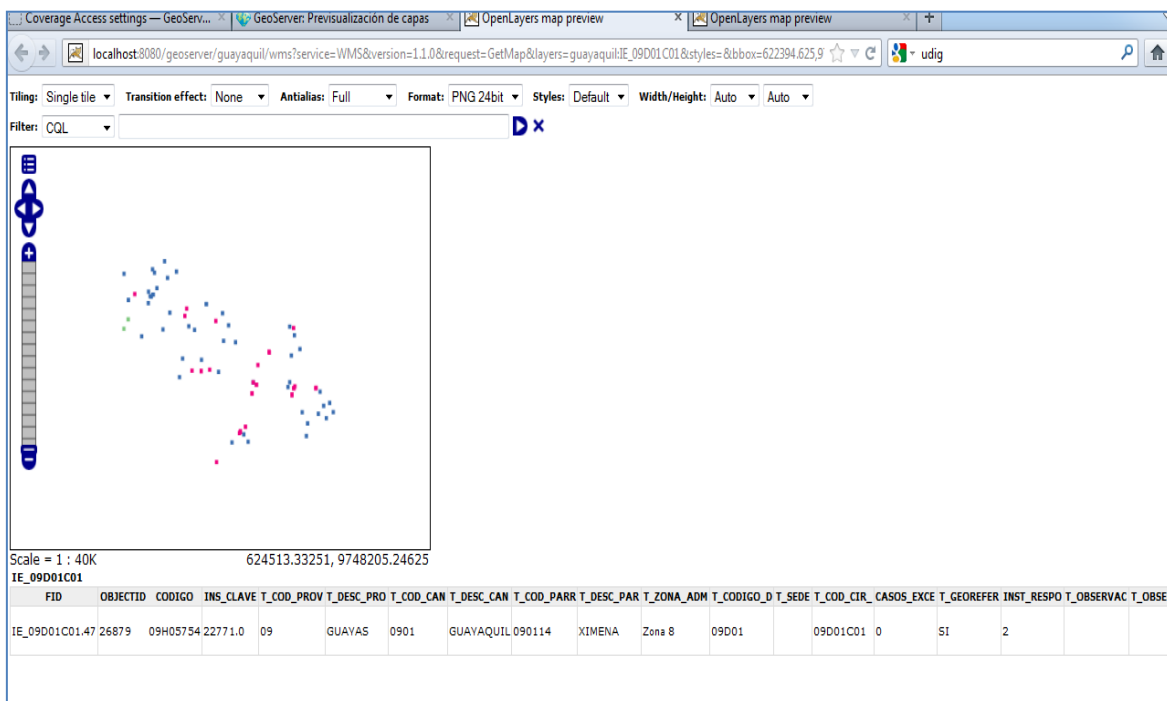 Coverage Access settings — GeoServ...
GeoServer: Previsualización de capas
OpenLayers map preview
OpenLayers map preview
localhost:8080/geoserver/guayaquil/wms?service=WMS&version=1.1.0&request=GetMap&layers=guayaquil:IE_09D01C01&styles=&bbox=622394.625,9
udig
Tiling: Single tile Transition effect: None Antialias: Full Format: PNG 24bit Styles: Default Width/Height: Auto Auto
Filter: CQL
Scale = 1 : 40K
624513.33251, 9748205.24625
IE_09D01C01
FID OBJECTID CODIGO INS_CLAVE T_COD_PROV T_DESC_PRO T_COD_CAN T_DESC_CAN T_COD_PARR T_DESC_PAR T_ZONA_ADM T_CODIGO_D T_SEDE T_COD_CIR_ CASOS_EXCE T_GEOREFER INST_RESPO T_OBSERVAC T_OBSE
IE_09D01C01.47 26879 09H05754 22771.0 09 GUAYAS 0901 GUAYAQUIL 090114 XIMENA Zona 8 09D01 09D01C01 0 SI 2